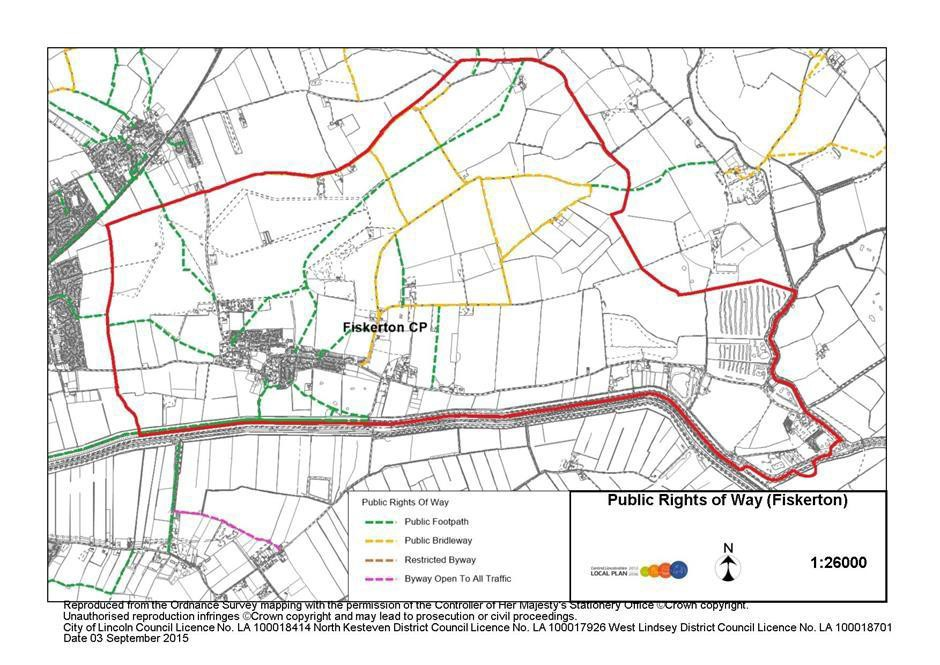 Fiskerton CP
Public Rights Of Way
Public Footpath
Public Bridleway
Restricted Byway
Byway Open To All Traffic
Public Rights of Way (Fiskerton)
LOCAL PLAN
N
1:26000
Reproduced from the Ordnance Survey mapping with the permission of the Controller of Her Majesty's Stationery Office ©Crown copyright.
Unauthorised reproduction infringes ©Crown copyright and may lead to prosecution or civil proceedings.
City of Lincoln Council Licence No. LA 100018414 North Kesteven District Council Licence No. LA 100017926 West Lindsey District Council Licence No. LA 100018701
Date 03 September 2015